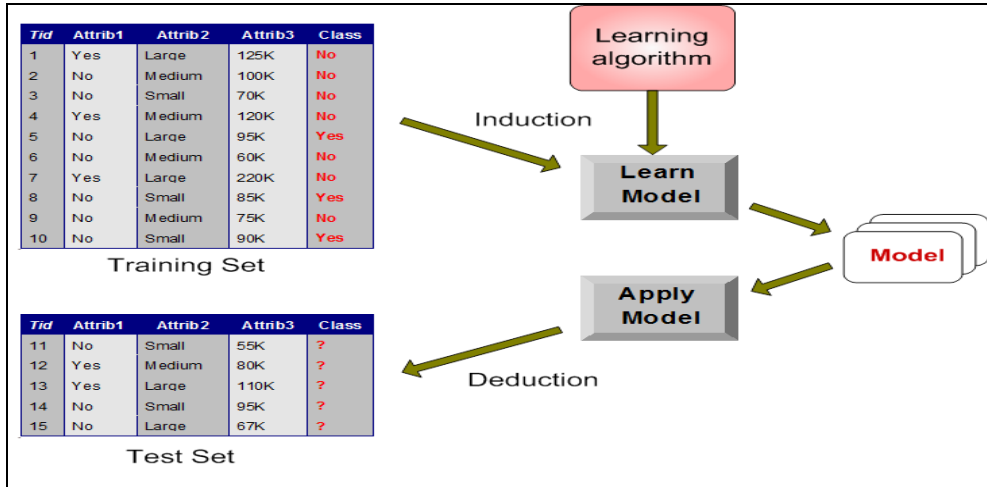 Tid Attrib1 Attrib2 Attrib3 Class
1 Yes Large 125K No
2 No Medium 100K No
3 No Small 70K No
4 Yes Medium 120K No
5 No Large 95K Yes
6 No Medium 60K No
7 Yes Large 220K No
8 No Small 85K Yes
9 No Medium 75K No
10 No Small 90K Yes
Training Set
Learning
algorithm
Induction
Learn
Model
Model
Apply
Model
Deduction
Tid Attrib1 Attrib2 Attrib3 Class
11 No Small 55K ?
12 Yes Medium 80K ?
13 Yes Large 110K ?
14 No Small 95K ?
15 No Large 67K ?
Test Set